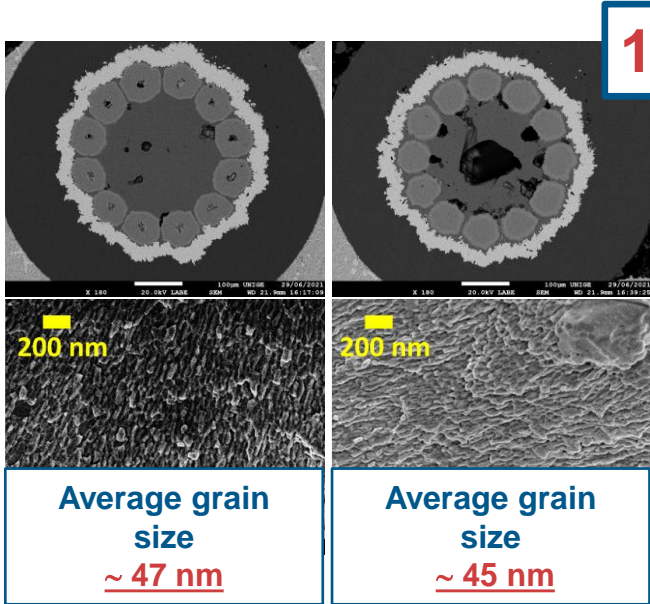 1
100µm UNIGE 29/06/2021
X 180 20.0kV LABE SEM WD 21.9mm 16:17:09
100µm UNIGE 29/06/2021
X 180 20.0kV LABE SEM WD 21.9mm 16:39:25
200 nm
200 nm
Average grain
size
~ 47 nm
Average grain
size
~ 45 nm